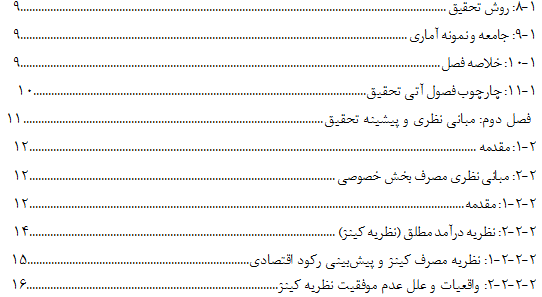 ۸-۱: روش تحقیق ........................................ ۹
۹-۱: جامعه و نمونه آماری ........................................ ۹
۱۰-۱: خلاصه فصل ........................................ ۹
۱۱-۱: چارچوب فصول آتی تحقیق ........................................ ۱۰
فصل دوم: مبانی نظری و پیشینه تحقیق ........................................ ۱۱
۱-۲: مقدمه ........................................ ۱۲
۲-۲: مبانی نظری مصرف بخش خصوصی ........................................ ۱۲
۱-۲-۲: مقدمه ........................................ ۱۲
۲-۲-۲: نظریه درآمد مطلق (نظریه کینز) ........................................ ۱۴
۱-۲-۲-۲: نظریه مصرف کینز و پیش‌بینی رکود اقتصادی ........................................ ۱۵
۲-۲-۲-۲: واقعیات و علل عدم موفقیت نظریه کینز ........................................ ۱۶